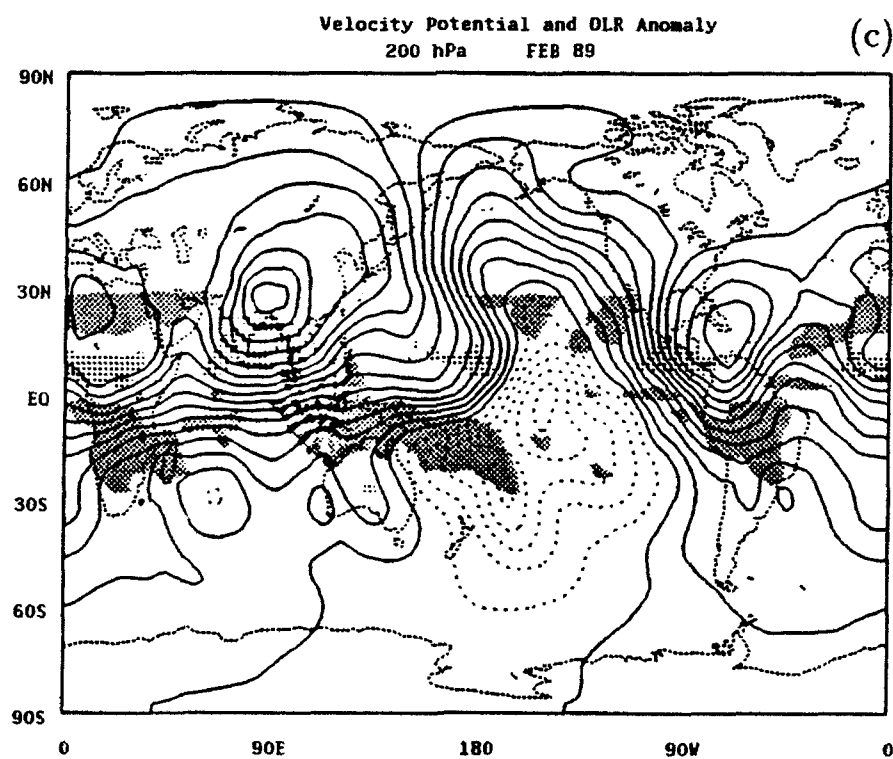 Velocity Potential and OLR Anomaly
(c)
200 hPa FEB 89
90N
60N
30N
EQ
30S
60S
90S
0 90E 180 90W 0